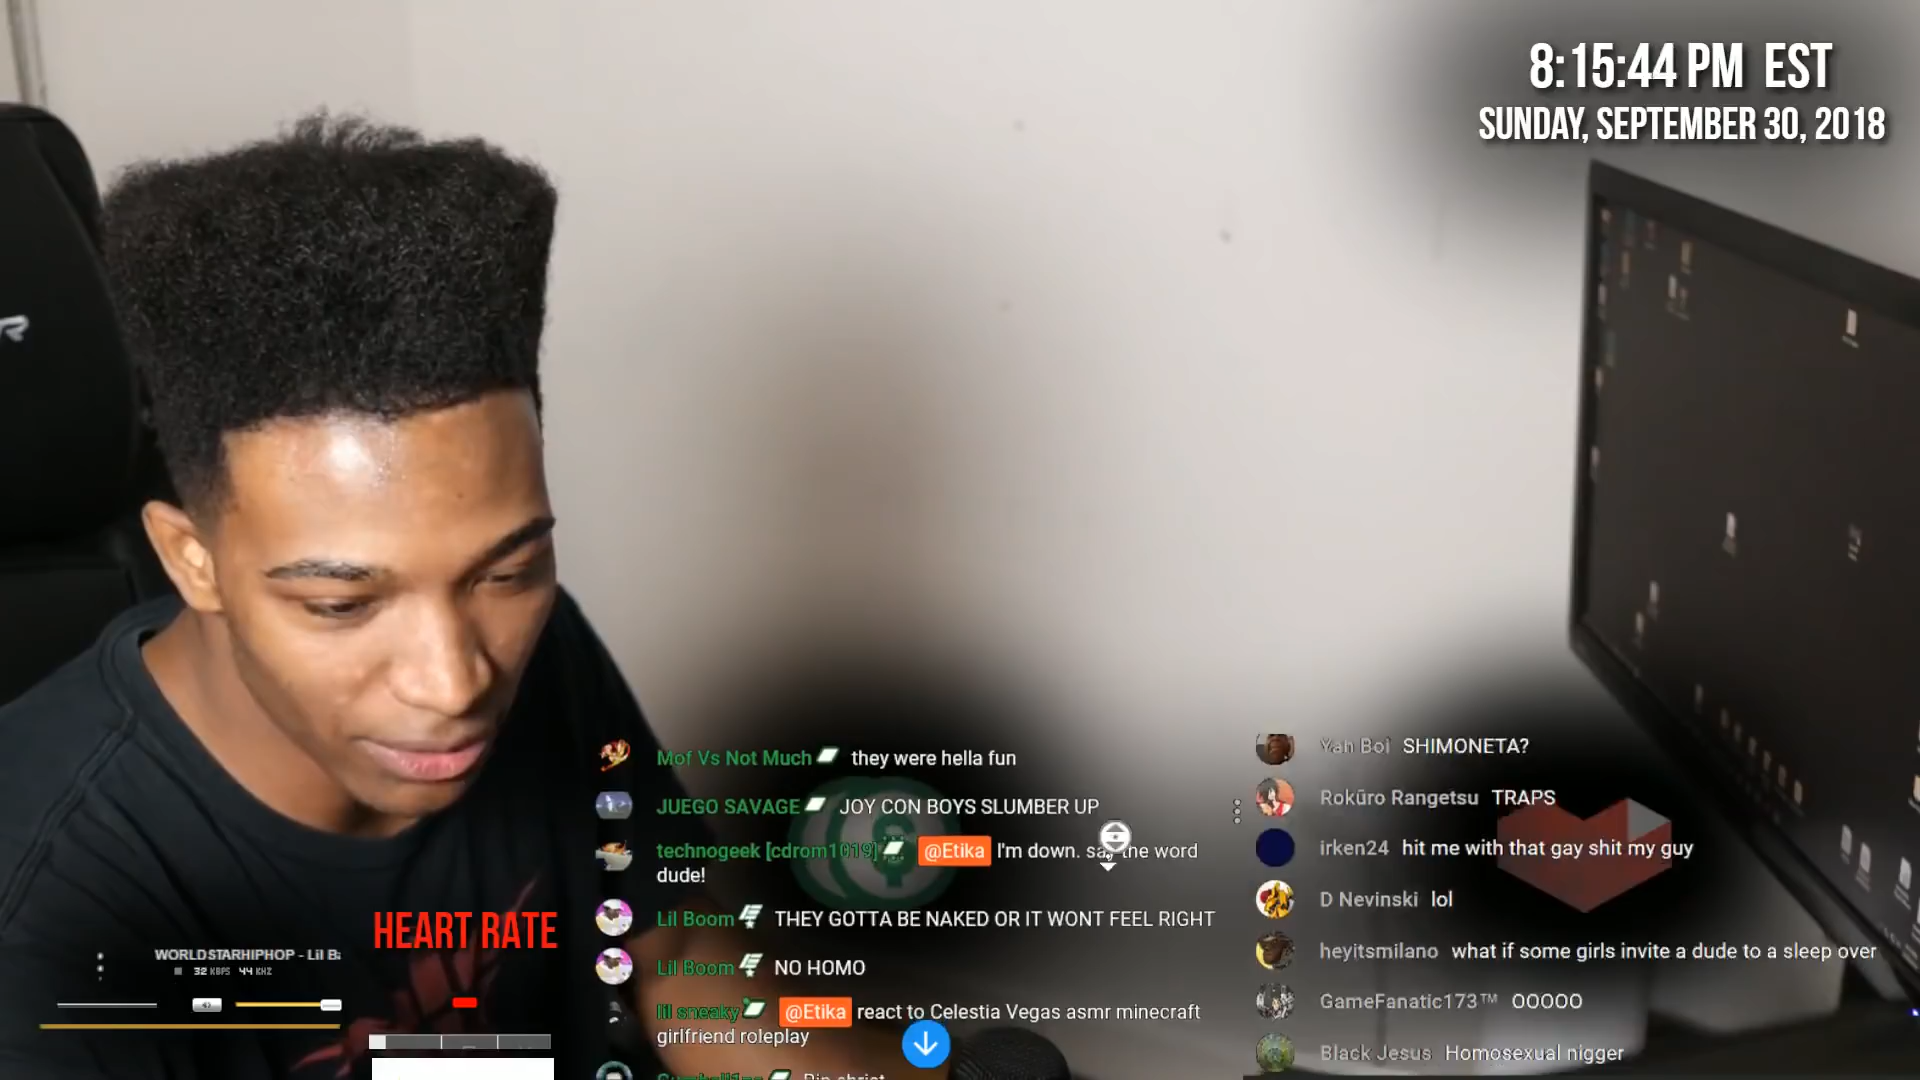 8:15:44 PM EST
SUNDAY, SEPTEMBER 30, 2018
R
Mof Vs Not Much they were hella fun
JUEGO SAVAGE JOY CON BOYS SLUMBER UP
technogeek [cdrom1019] @Etika I'm down. say the word
dude!
Lil Boom THEY GOTTA BE NAKED OR IT WONT FEEL RIGHT
Lil Boom NO HOMO
lil sneaky @Etika react to Celestia Vegas asmr minecraft
girlfriend roleplay
Yah Boi SHIMONETA?
Rokūro Rangetsu TRAPS
irken24 hit me with that gay shit my guy
D Nevinski lol
heyitsmilano what if some girls invite a dude to a sleep over
GameFanatic173™ OOOOO
Black Jesus Homosexual nigger
HEART RATE
WORLDSTARHIPHOP - Lil Ba
32 KBPS 44 KHZ